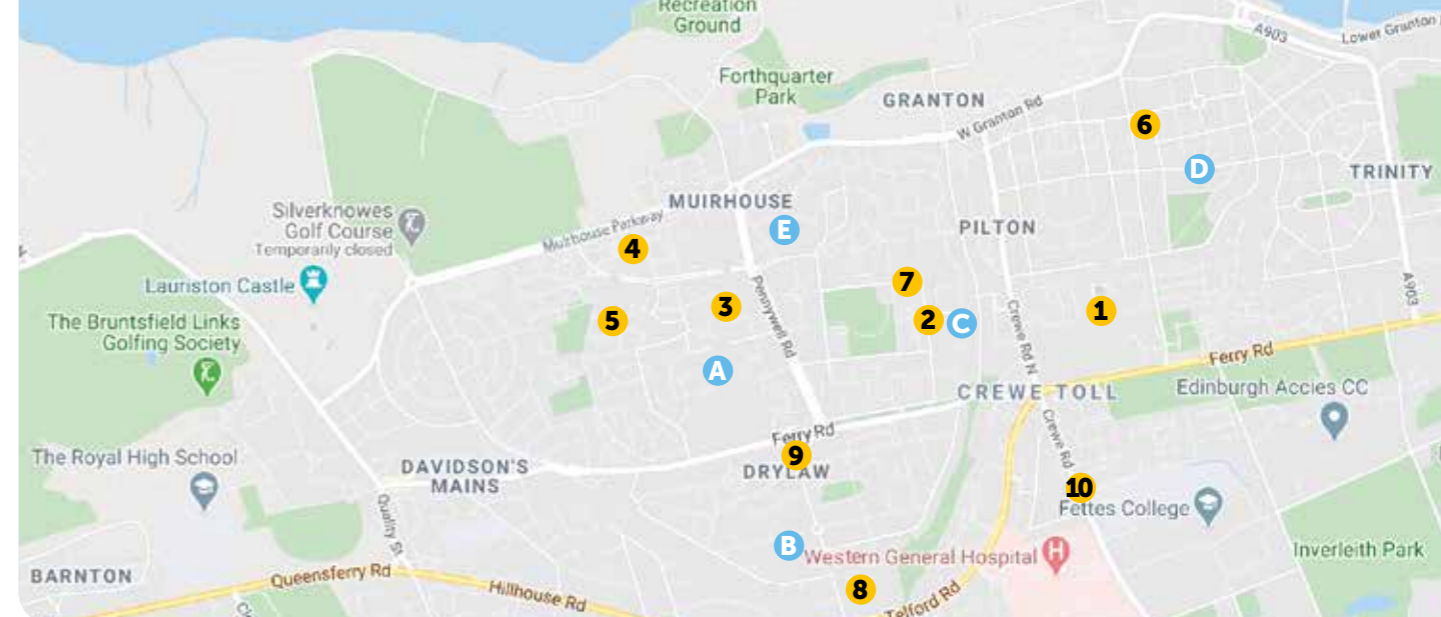 Recreation
Ground
A903
Lower Granton
Forthquarter
Park
GRANTON
W Granton Rd
6
D
TRINITY
MUIRHOUSE
Silverknowes
Golf Course
Temporarily closed
Muirhouse Parkway
E
PILTON
4
Lauriston Castle
7
A903
3
Pennywell Rd
1
5
2
C
Crewe Rd N
The Bruntsfield Links
Golfing Society
Ferry Rd
A
CREWE TOLL
Edinburgh Accies CC
Ferry Rd
Crewe Rd
The Royal High School
9
DAVIDSON'S
MAINS
DRYLAW
10
Fettes College
Quality St
B
Western General Hospital
H
Inverleith Park
BARNTON
Queensferry Rd
Hillhouse Rd
8
Telford Rd